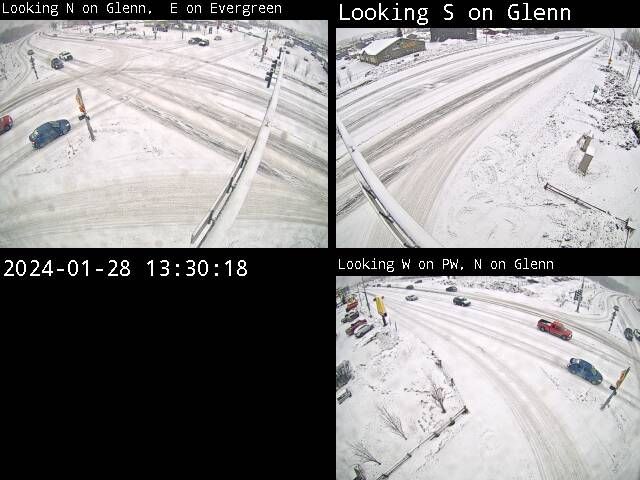 Looking N on Glenn,  E on Evergreen
Looking S on Glenn
2024-01-28 13:30:18
Looking W on PW, N on Glenn